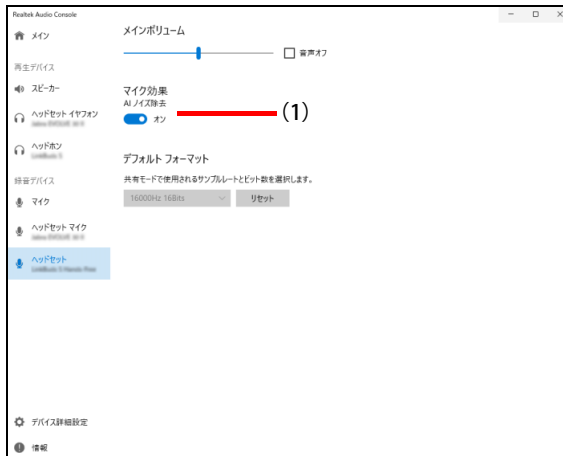 Realtek Audio Console
メイン
再生デバイス
スピーカー
ヘッドセット イヤフォン
ヘッドホン
録音デバイス
マイク
ヘッドセット マイク
ヘッドセット
デバイス詳細設定
情報
メインボリューム
音声オフ
マイク効果
AI ノイズ除去
オン
(1)
デフォルト フォーマット
共有モードで使用されるサンプルレートとビット数を選択します。
16000Hz 16Bits
リセット